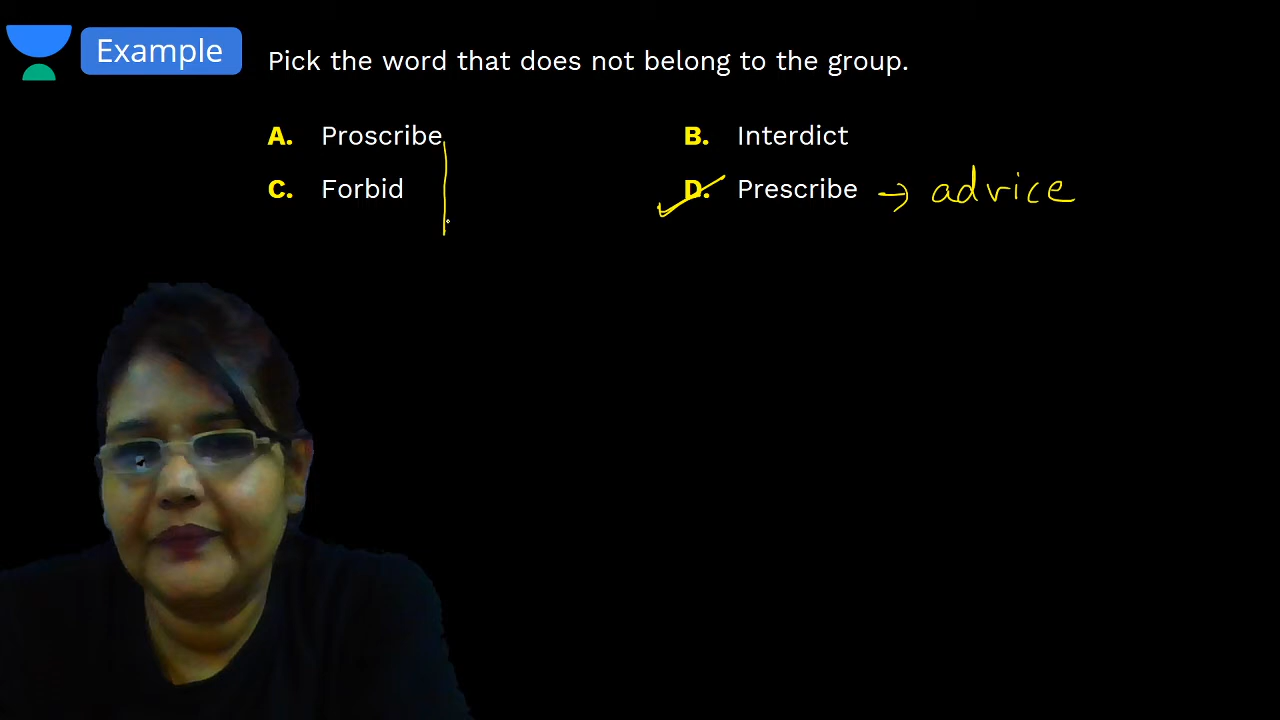 Example Pick the word that does not belong to the group.
A. Proscribe B. Interdict
C. Forbid D. Prescribe → advice